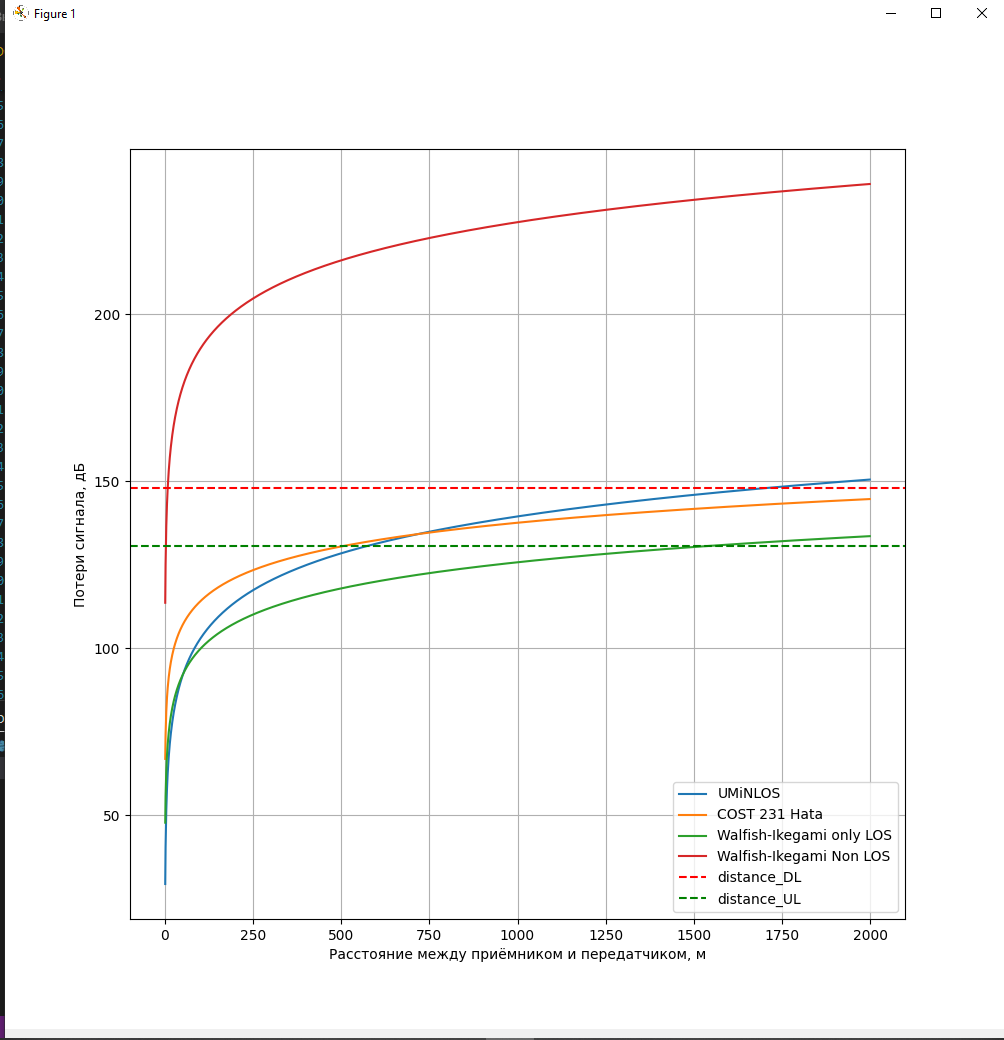 Figure 1
200
150
100
50
Потери сигнала, дБ
UMiNLOS
COST 231 Hata
Walfish-Ikegami only LOS
Walfish-Ikegami Non LOS
distance_DL
distance_UL
0 250 500 750 1000 1250 1500 1750 2000
Расстояние между приёмником и передатчиком, м